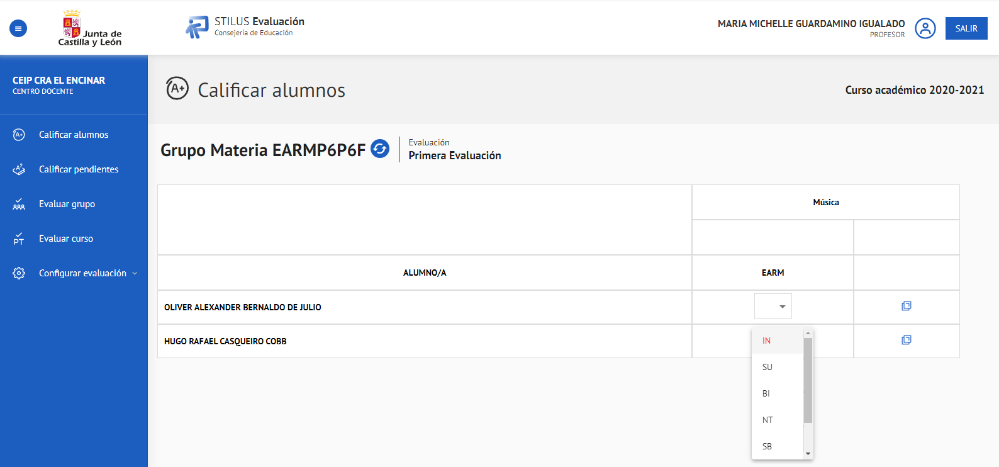 Junta de
Castilla y León
STILUS Evaluación
Consejería de Educación
MARIA MICHELLE GUARDAMINO IGUALADO
PROFESOR
SALIR
CEIP CRA EL ENCINAR
CENTRO DOCENTE
Calificar alumnos
Calificar pendientes
Evaluar grupo
PT
Evaluar curso
Configurar evaluación
A+ Calificar alumnos
Curso académico 2020-2021
Grupo Materia EARMP6P6F
Evaluación
Primera Evaluación
Música
ALUMNO/A
EARM
OLIVER ALEXANDER BERNALDO DE JULIO
HUGO RAFAEL CASQUEIRO COBB
IN
SU
BI
NT
SB